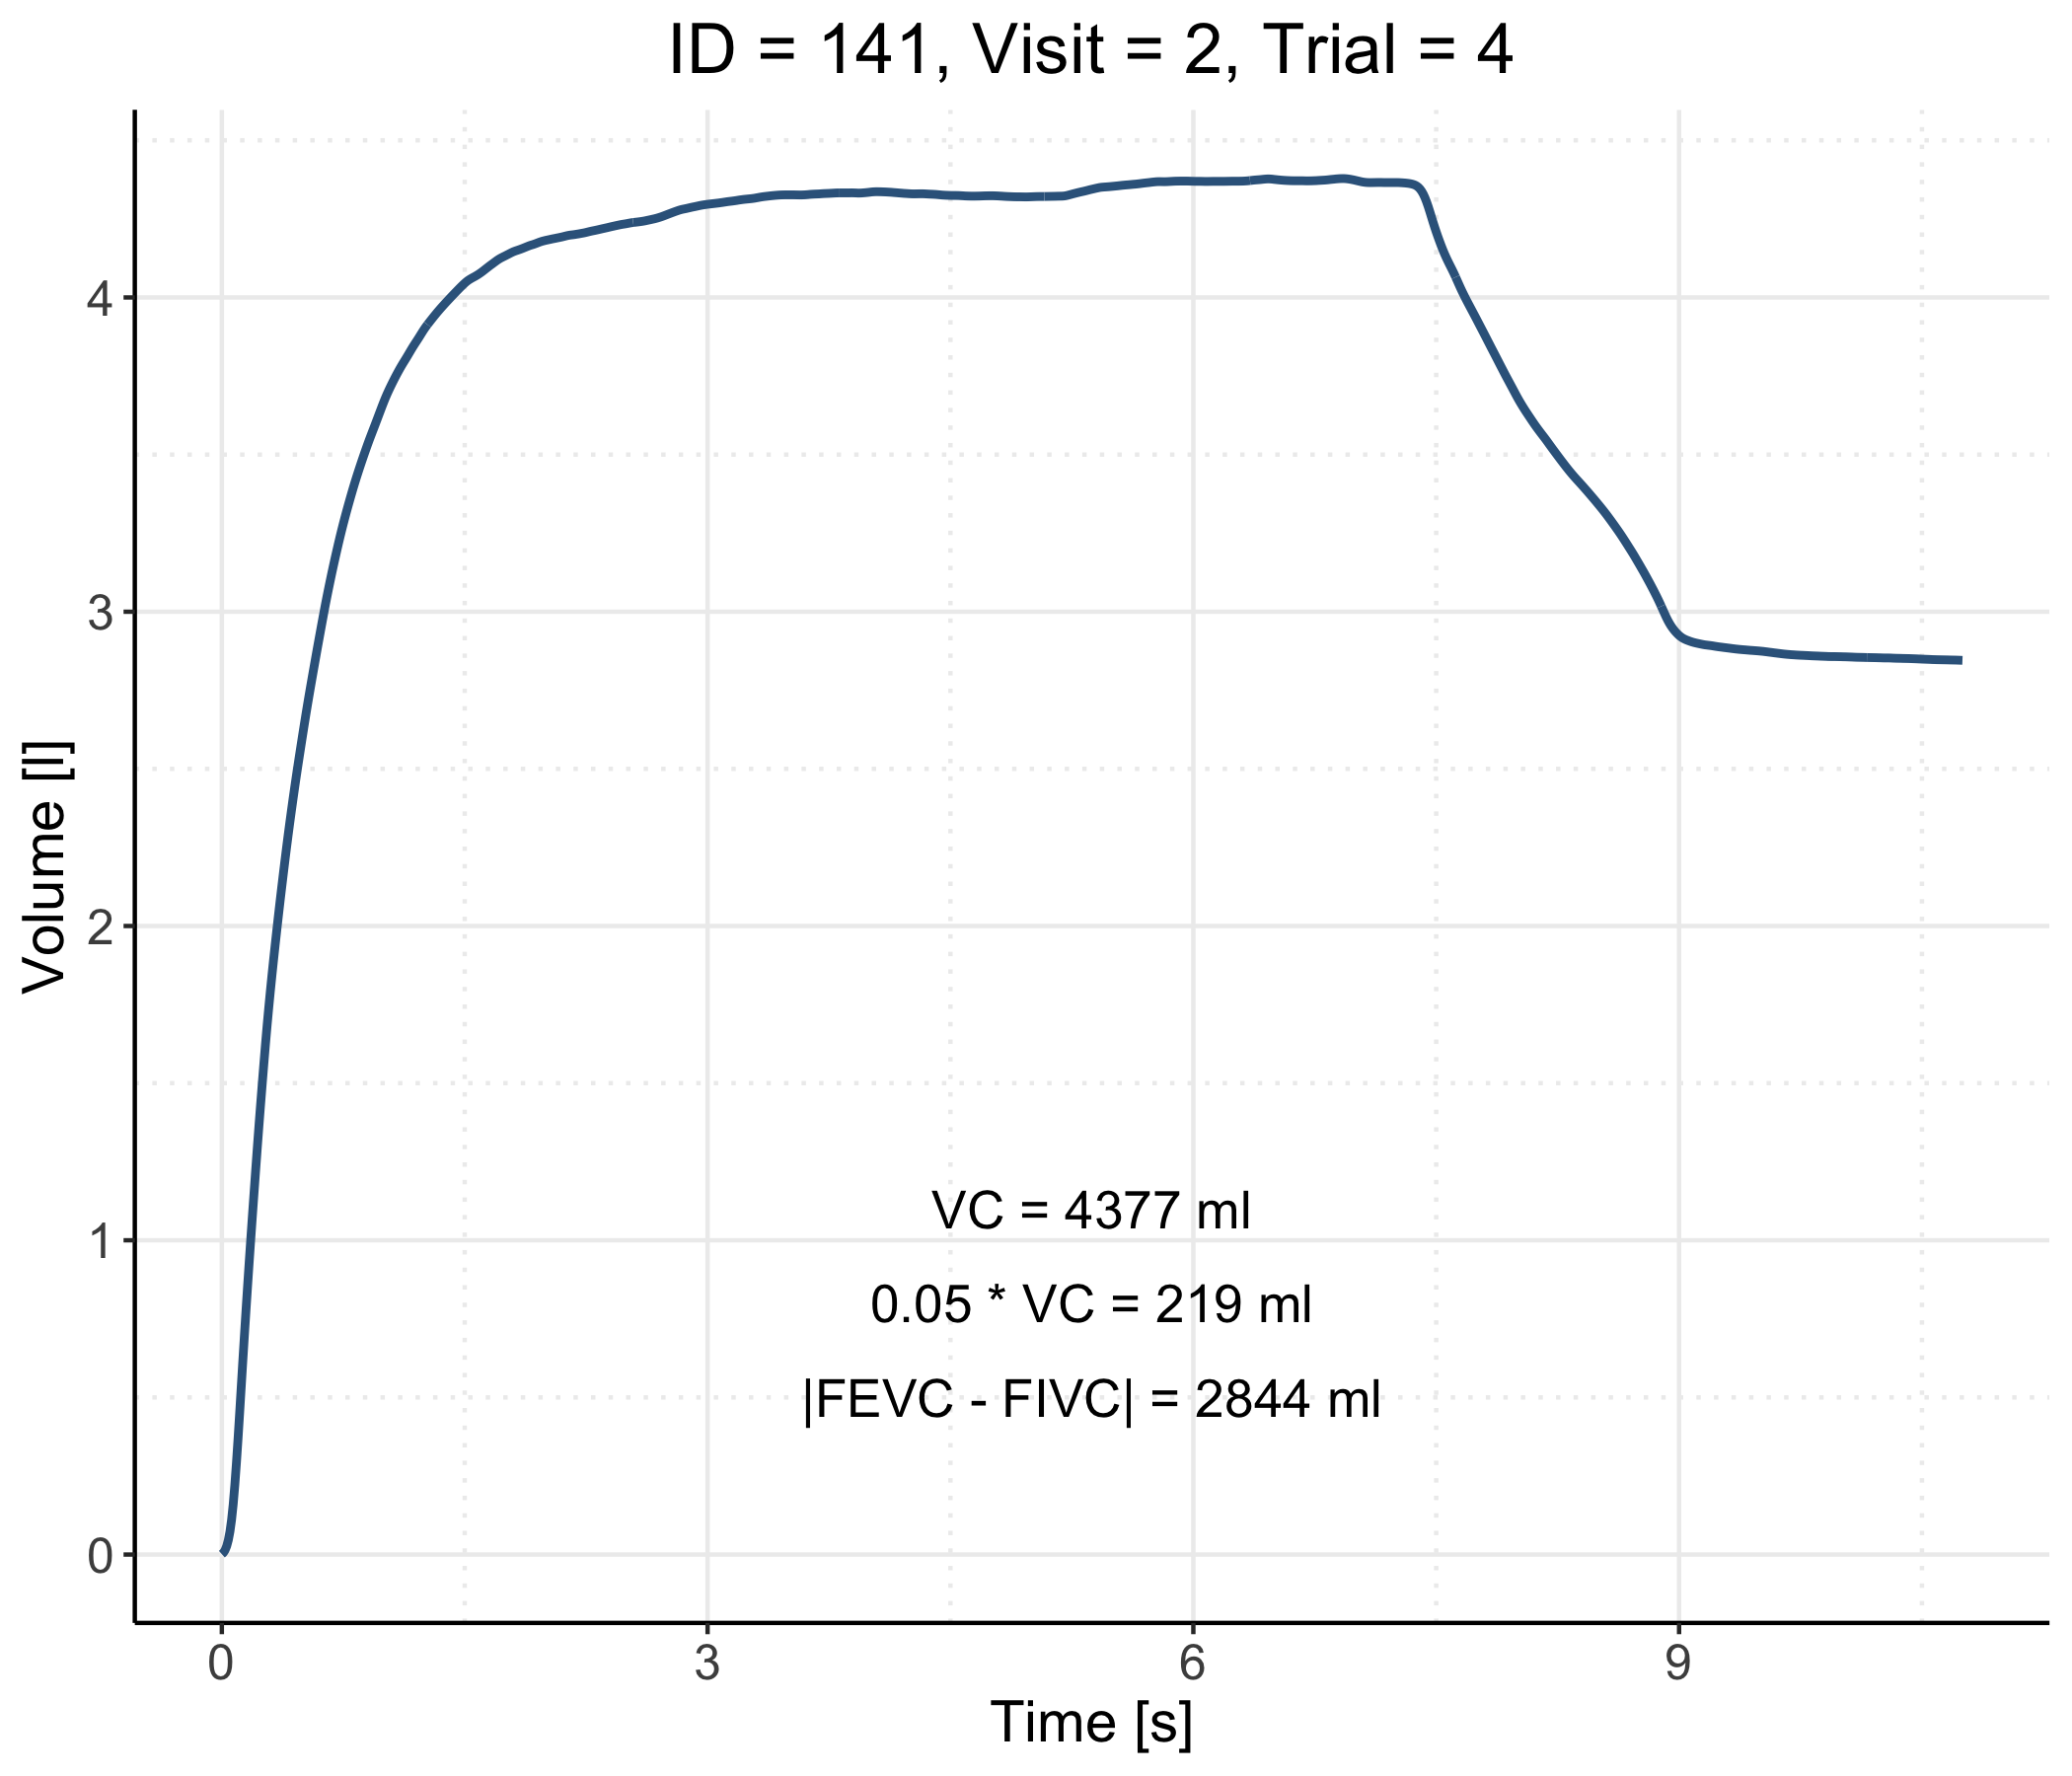 ID = 141, Visit = 2, Trial = 4
Volume [l]
4
3
2
1
0
VC = 4377 ml
0.05 * VC = 219 ml
|FEVC - FIVC| = 2844 ml
0 3 6 9
Time [s]